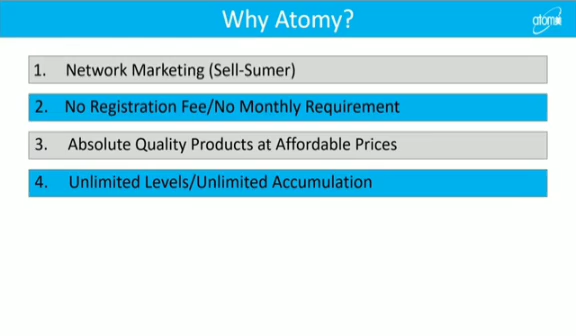 Why Atomy?
atomy
1. Network Marketing (Sell-Sumer)
2. No Registration Fee/No Monthly Requirement
3. Absolute Quality Products at Affordable Prices
4. Unlimited Levels/Unlimited Accumulation